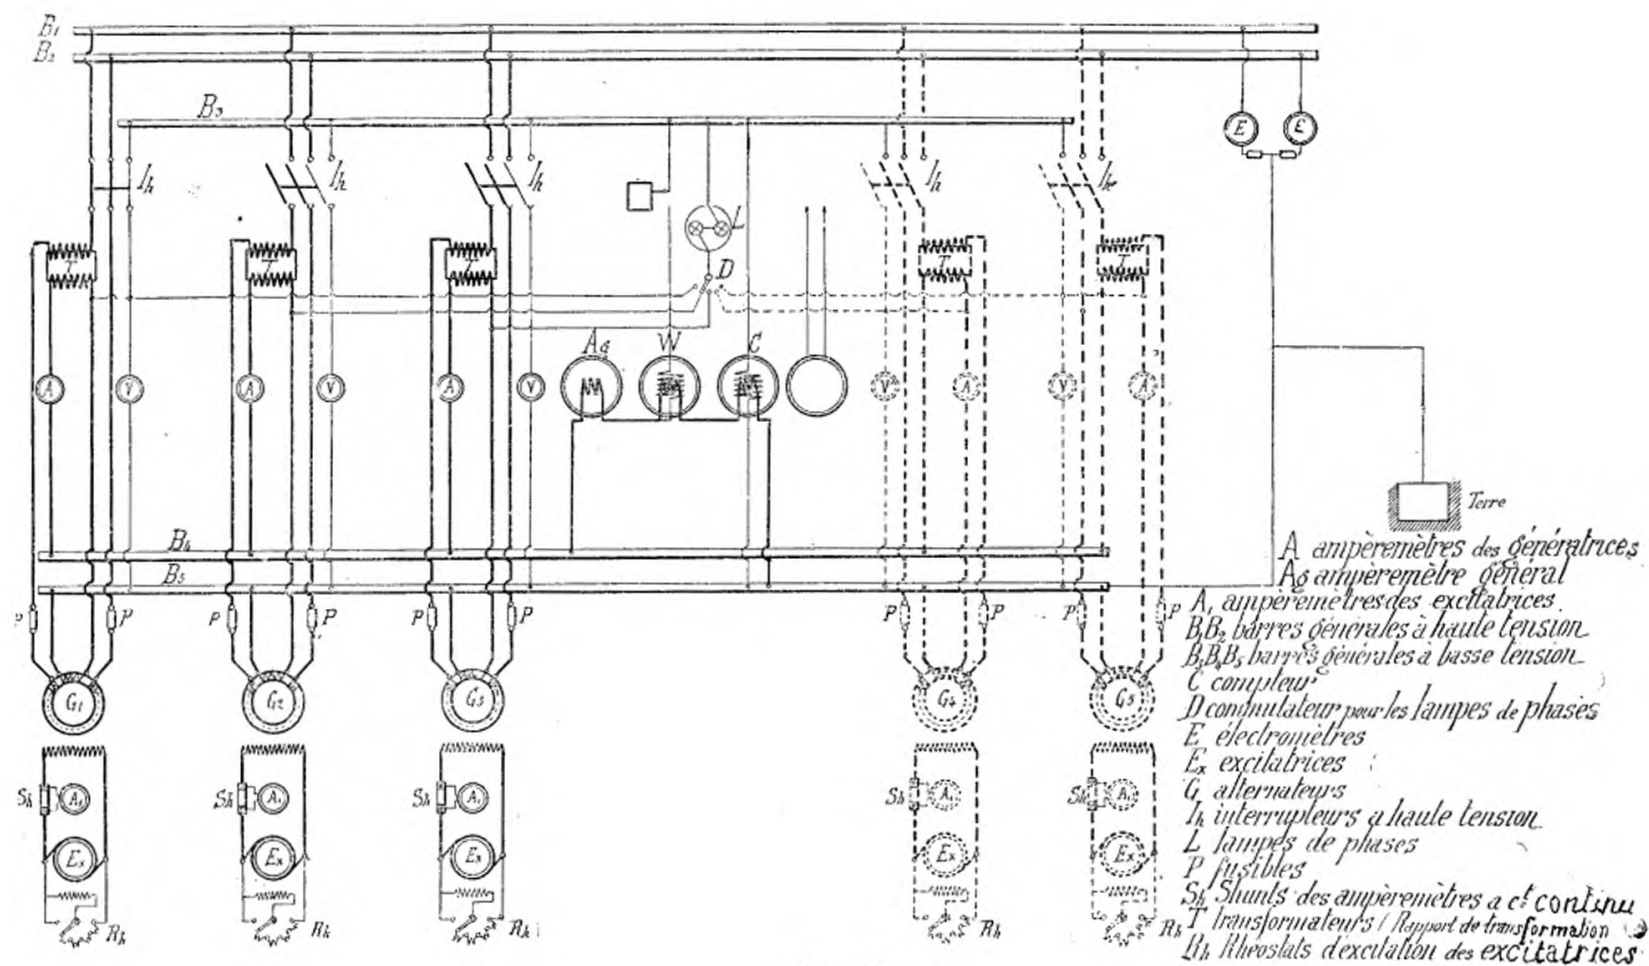 B₁
B₂
B₃
E E
Iₕ Iₕ Iₕ Iₕ Iₕ
L
T T T T T
D
Ag W C
A V A V A V V A V A
Terre
B₄
B₅
P P P P P P P P P P
G1 G2 G3 G4 G5
Sh A₁ Sh A₁ Sh A₁ Sh A₁ Sh A₁
Ex Ex Ex Ex Ex
Rh Rh Rh Rh Rh
A ampèremètres des génératrices
Ag ampèremètre général
A₁ ampèremètres des excitatrices
B₁B₂ barres générales à haute tension
B₃B₄B₅ barres générales à basse tension
C compteur
D commutateur pour les lampes de phases
E électromètres
Ex excitatrices
G alternateurs
Iₕ interrupteurs a haute tension
L lampes de phases
P fusibles
Sh Shunts des ampèremètres a cᵗ continu
T transformateurs / Rapport de transformation
Rh Rhéostats d'excitation des excitatrices